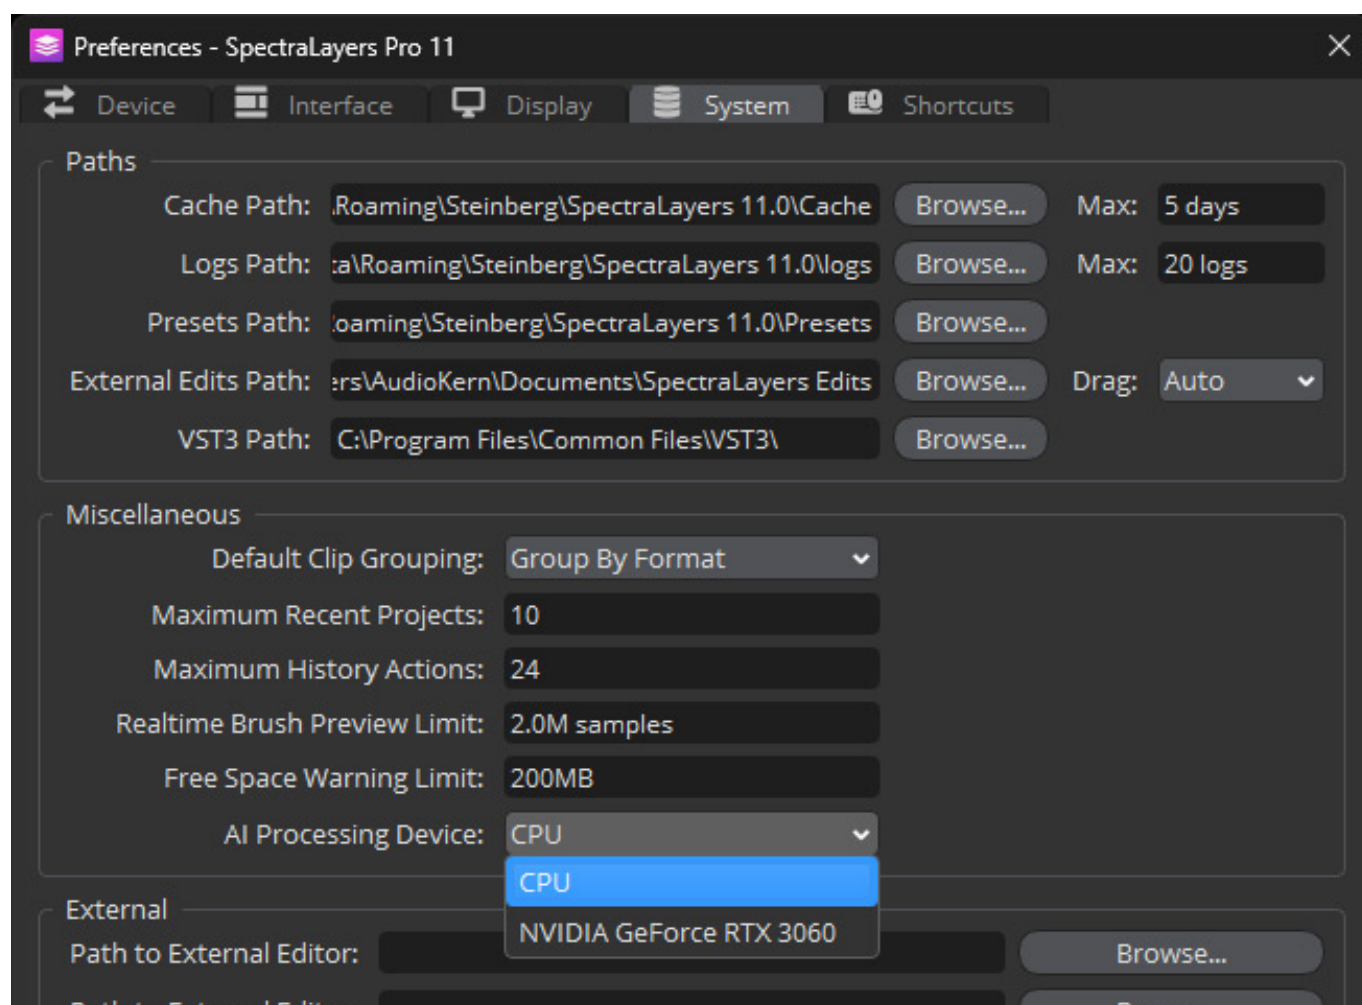 Preferences - SpectraLayers Pro 11
Device Interface Display System Shortcuts
Paths
Cache Path: .Roaming\Steinberg\SpectraLayers 11.0\Cache Browse... Max: 5 days
Logs Path: ta\Roaming\Steinberg\SpectraLayers 11.0\logs Browse... Max: 20 logs
Presets Path: oaming\Steinberg\SpectraLayers 11.0\Presets Browse...
External Edits Path: ers\AudioKern\Documents\SpectraLayers Edits Browse... Drag: Auto
VST3 Path: C:\Program Files\Common Files\VST3\ Browse...
Miscellaneous
Default Clip Grouping: Group By Format
Maximum Recent Projects: 10
Maximum History Actions: 24
Realtime Brush Preview Limit: 2.0M samples
Free Space Warning Limit: 200MB
AI Processing Device: CPU
CPU
NVIDIA GeForce RTX 3060
External
Path to External Editor: Browse...